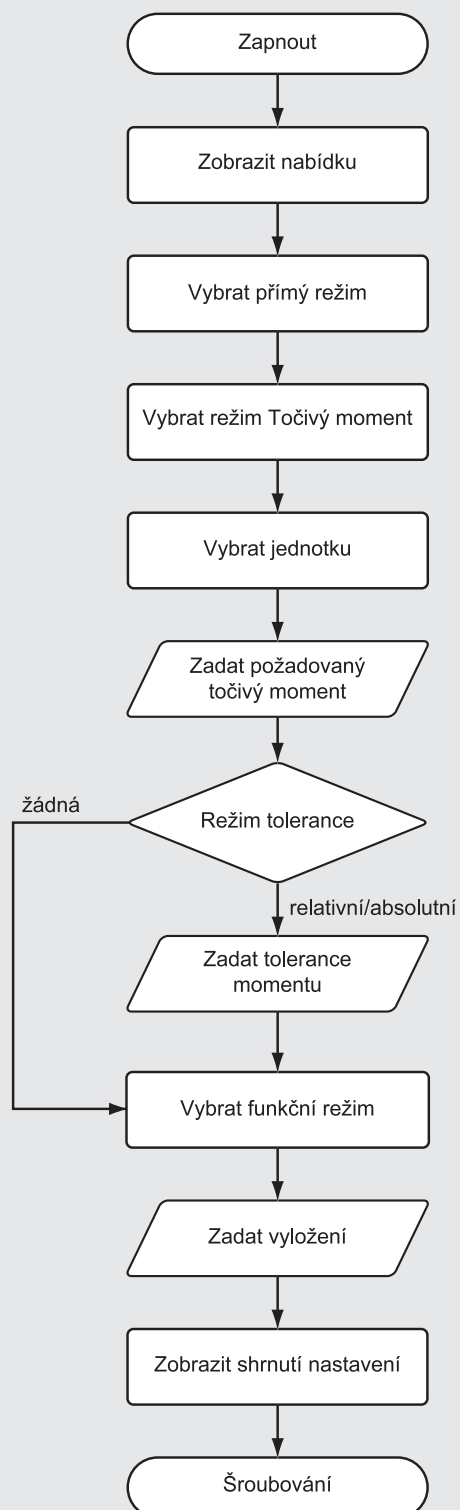 Zapnout
Zobrazit nabídku
Vybrat přímý režim
Vybrat režim Točivý moment
Vybrat jednotku
Zadat požadovaný
točivý moment
žádná
Režim tolerance
relativní/absolutní
Zadat tolerance
momentu
Vybrat funkční režim
Zadat vyložení
Zobrazit shrnutí nastavení
Šroubování